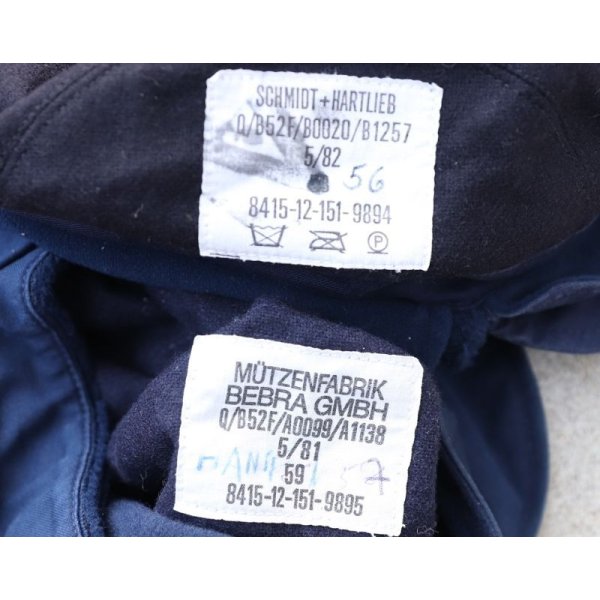 SCHMIDT+HARTLIEB
Q/B52F/B0020/B1257
5/82
56
8415-12-151-9894
P
MÜTZENFABRIK
BEBRA GMBH
Q/B52F/A0099/A1138
5/81
59
57
8415-12-151-9895